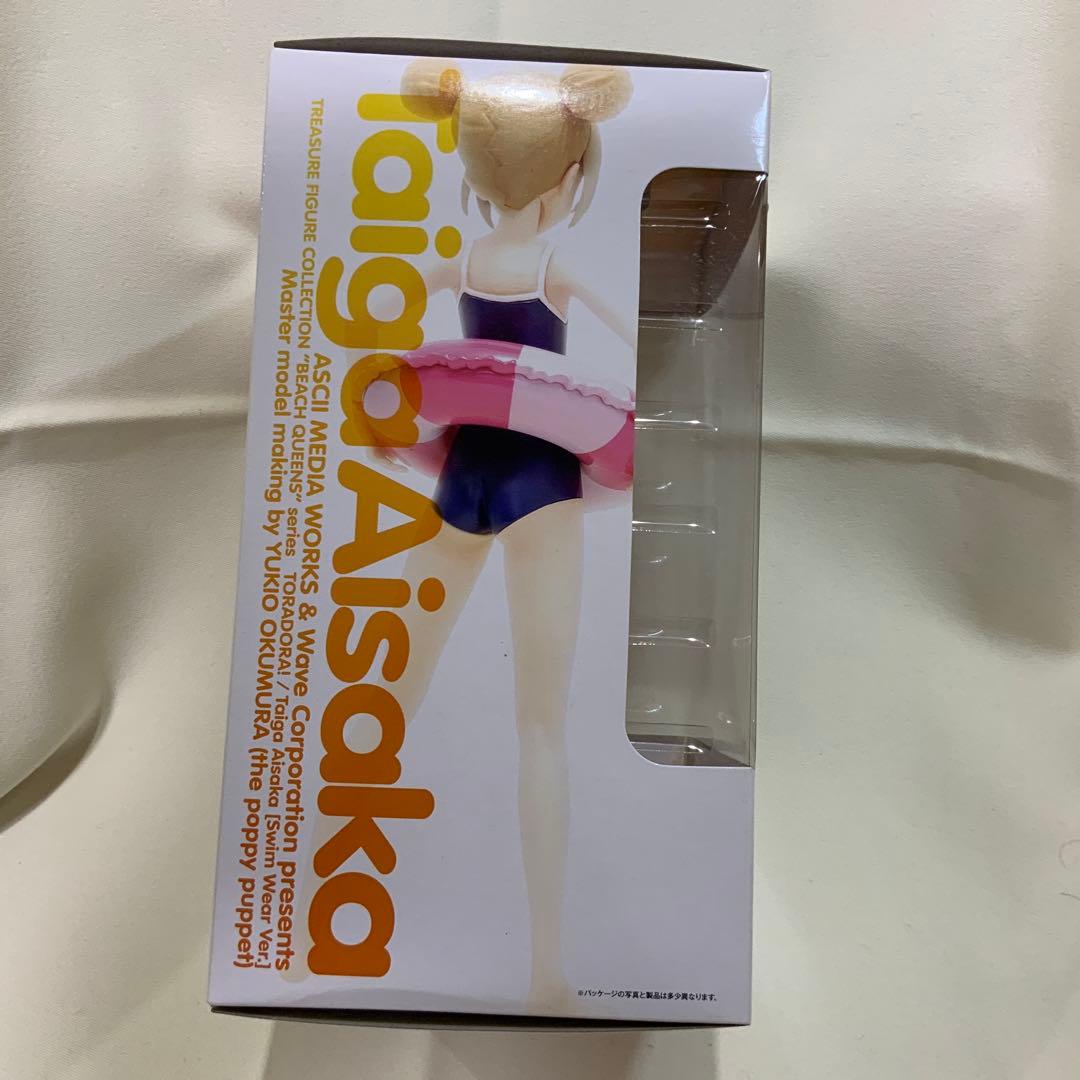 Taiga Aisaka
ASCII MEDIA WORKS & Wave Corporation presents
TREASURE FIGURE COLLECTION "BEACH QUEENS" series TORADORA! / Taiga Aisaka [Swim Wear Ver.]
Master model making by YUKIO OKUMURA (the poppy puppet)
※パッケージの写真と製品は多少異なります。